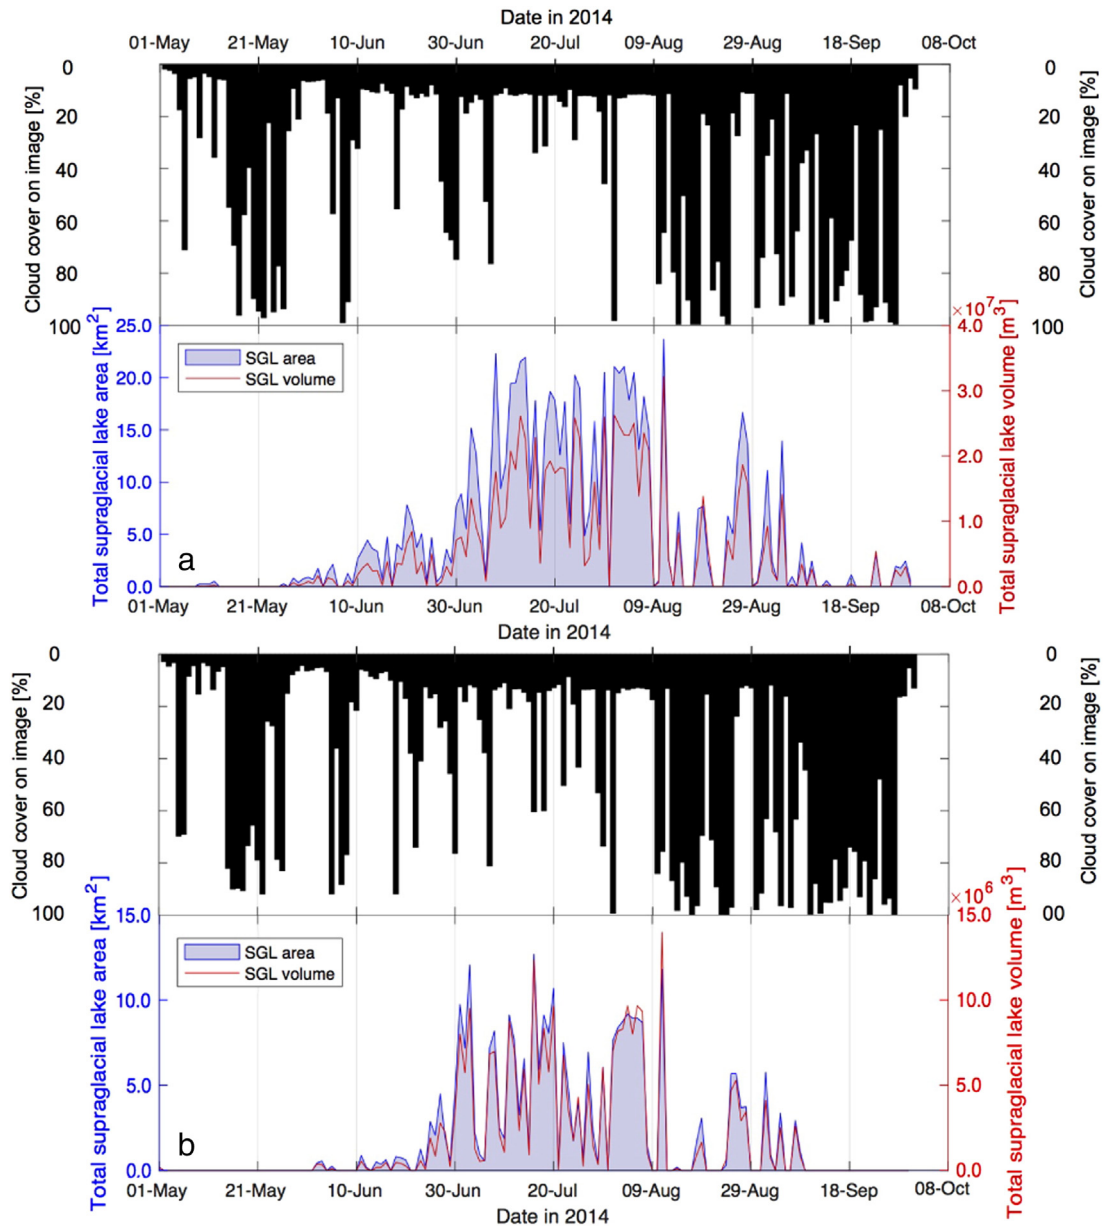 Date in 2014
01-May 21-May 10-Jun 30-Jun 20-Jul 09-Aug 29-Aug 18-Sep 08-Oct
Cloud cover on image [%]
0
20
40
60
80
100
Cloud cover on image [%]
0
20
40
60
80
100
Total supraglacial lake area [km2]
25.0
20.0
15.0
10.0
5.0
0.0
SGL area
SGL volume
a
×10^7
4.0
3.0
2.0
1.0
0.0
Total supraglacial lake volume [m3]
01-May 21-May 10-Jun 30-Jun 20-Jul 09-Aug 29-Aug 18-Sep 08-Oct
Date in 2014
Cloud cover on image [%]
0
20
40
60
80
100
Cloud cover on image [%]
0
20
40
60
80
00
Total supraglacial lake area [km2]
15.0
10.0
5.0
0.0
SGL area
SGL volume
b
×10^6
15.0
10.0
5.0
0.0
Total supraglacial lake volume [m3]
01-May 21-May 10-Jun 30-Jun 20-Jul 09-Aug 29-Aug 18-Sep 08-Oct
Date in 2014